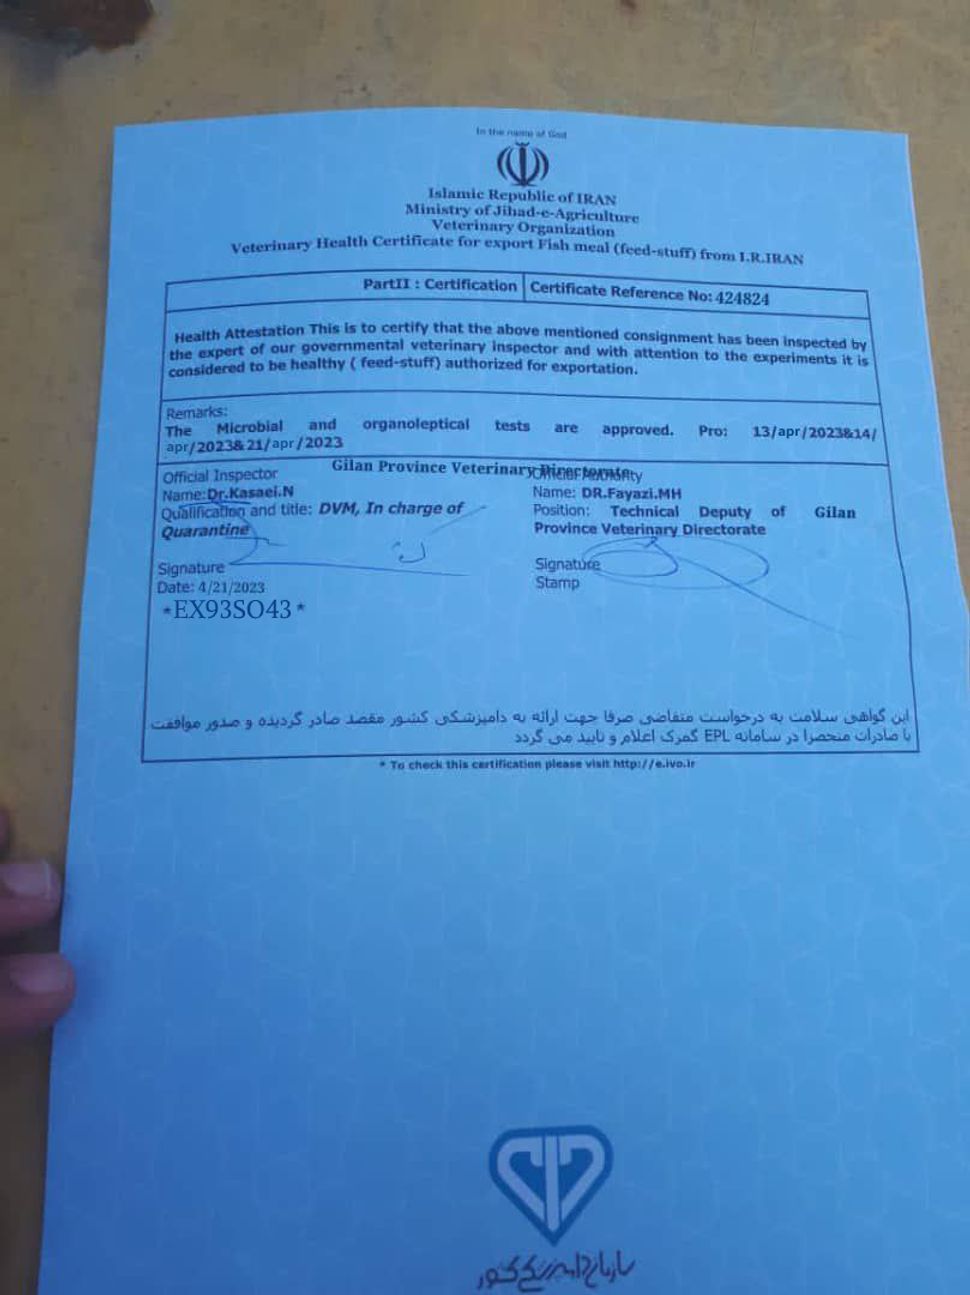 In the name of God
Islamic Republic of IRAN
Ministry of Jihad-e-Agriculture
Veterinary Organization
Veterinary Health Certificate for export Fish meal (feed-stuff) from I.R.IRAN
PartII : Certification
Certificate Reference No: 424824
Health Attestation This is to certify that the above mentioned consignment has been inspected by
the expert of our governmental veterinary inspector and with attention to the experiments it is
considered to be healthy ( feed-stuff) authorized for exportation.
Remarks:
The Microbial and organoleptical tests are approved. Pro: 13/apr/2023&14/
apr/2023&21/apr/2023
Gilan Province Veterinary Directorate
Official Inspector
Name:Dr.Kasaei.N
Qualification and title: DVM, In charge of
Quarantine
Signature
Date: 4/21/2023
*EX93SO43*
Official Authority
Name: DR.Fayazi.MH
Position: Technical Deputy of Gilan
Province Veterinary Directorate
Signature
Stamp
این گواهی سلامت به درخواست متقاضی صرفا جهت ارائه به دامپزشکی کشور مقصد صادر گردیده و صدور موافقت
با صادرات منحصرا در سامانه EPL گمرک اعلام و تایید می گردد
* To check this certification please visit http://e.ivo.ir
سازمان دامپزشکی کشور